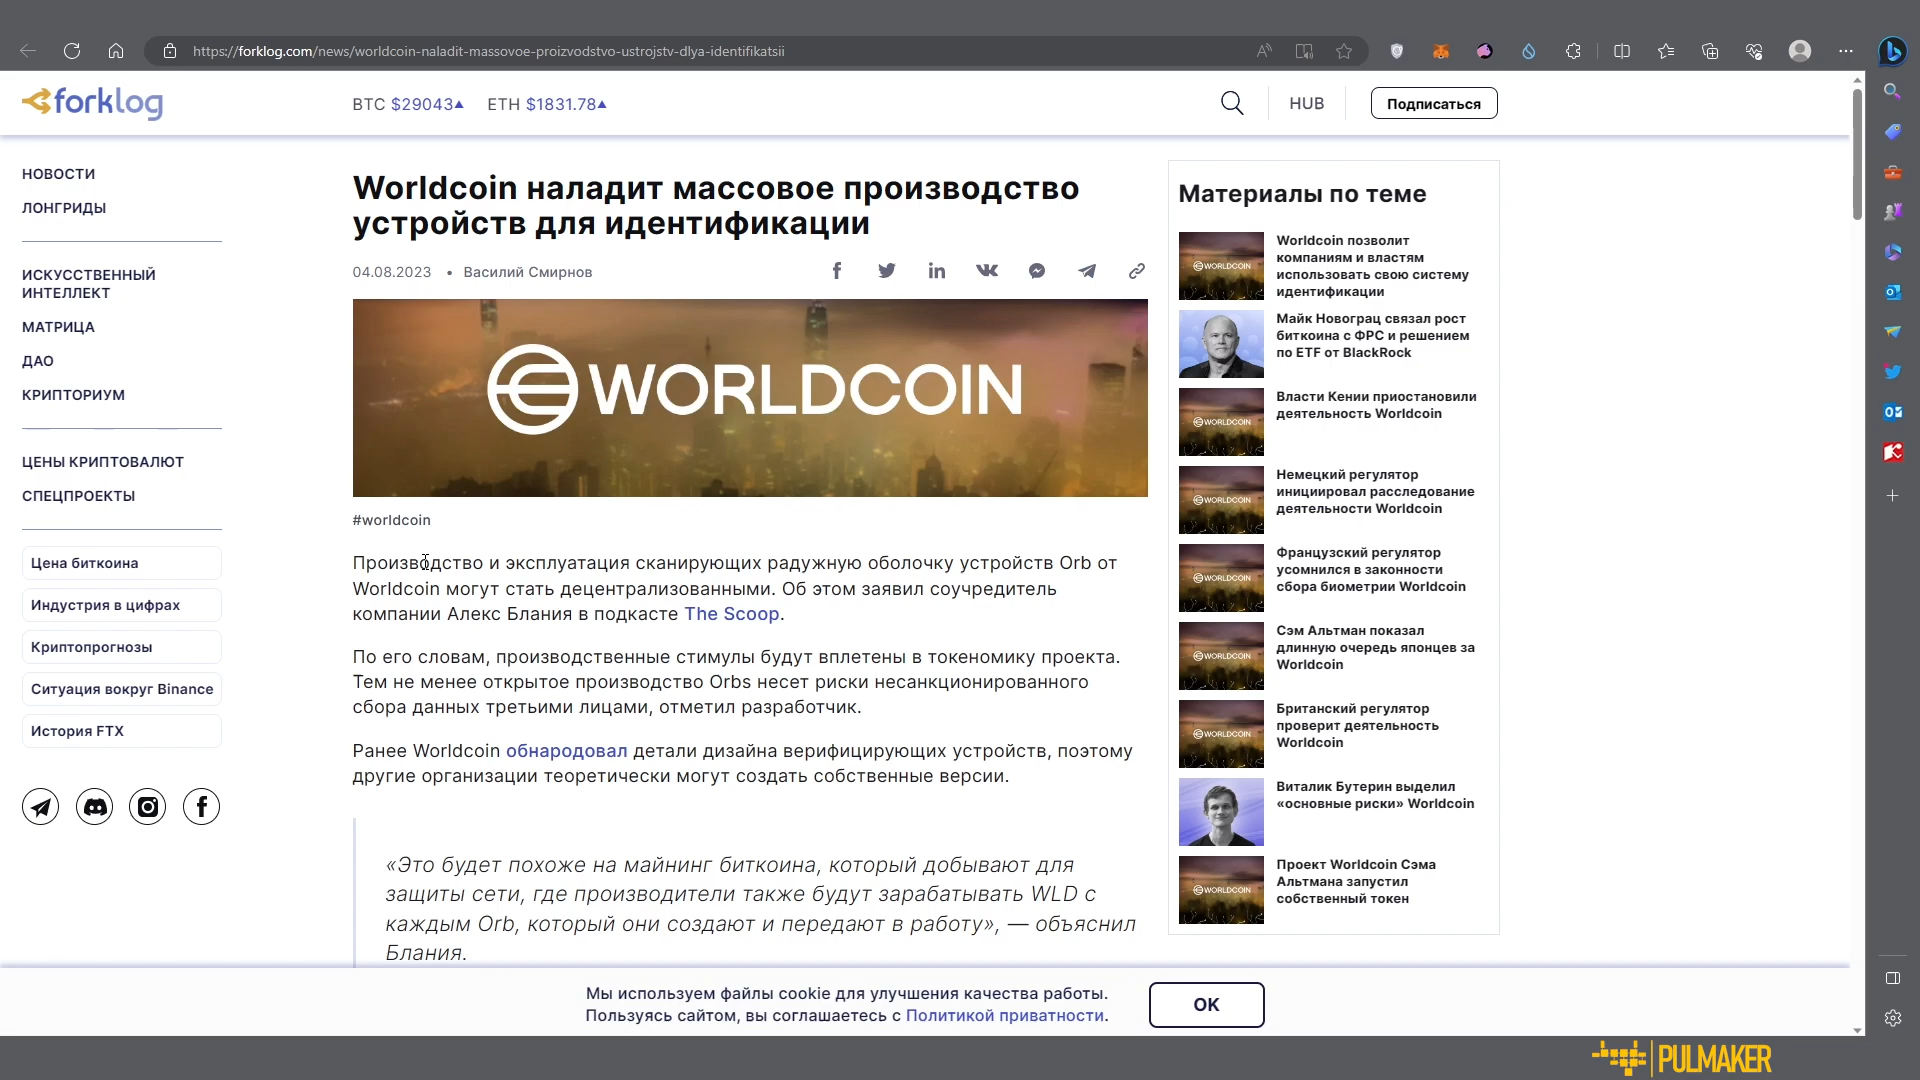 https://forklog.com/news/worldcoin-naladit-massovoe-proizvodstvo-ustrojstv-dlya-identifikatsii
forklog
BTC $29043
ETH $1831.78
HUB
Подписаться
НОВОСТИ
ЛОНГРИДЫ
ИСКУССТВЕННЫЙ
ИНТЕЛЛЕКТ
МАТРИЦА
ДАО
КРИПТОРИУМ
ЦЕНЫ КРИПТОВАЛЮТ
СПЕЦПРОЕКТЫ
Цена биткоина
Индустрия в цифрах
Криптопрогнозы
Ситуация вокруг Binance
История FTX
Worldcoin наладит массовое производство
устройств для идентификации
04.08.2023 • Василий Смирнов
WORLDCOIN
#worldcoin
Производство и эксплуатация сканирующих радужную оболочку устройств Orb от
Worldcoin могут стать децентрализованными. Об этом заявил соучредитель
компании Алекс Блания в подкасте The Scoop.
По его словам, производственные стимулы будут вплетены в токеномику проекта.
Тем не менее открытое производство Orbs несет риски несанкционированного
сбора данных третьими лицами, отметил разработчик.
Ранее Worldcoin обнародовал детали дизайна верифицирующих устройств, поэтому
другие организации теоретически могут создать собственные версии.
«Это будет похоже на майнинг биткоина, который добывают для
защиты сети, где производители также будут зарабатывать WLD с
каждым Orb, который они создают и передают в работу», — объяснил
Блания.
Материалы по теме
WORLDCOIN
Worldcoin позволит
компаниям и властям
использовать свою систему
идентификации
Майк Новограц связал рост
биткоина с ФРС и решением
по ETF от BlackRock
WORLDCOIN
Власти Кении приостановили
деятельность Worldcoin
WORLDCOIN
Немецкий регулятор
инициировал расследование
деятельности Worldcoin
WORLDCOIN
Французский регулятор
усомнился в законности
сбора биометрии Worldcoin
WORLDCOIN
Сэм Альтман показал
длинную очередь японцев за
Worldcoin
WORLDCOIN
Британский регулятор
проверит деятельность
Worldcoin
Виталик Бутерин выделил
«основные риски» Worldcoin
WORLDCOIN
Проект Worldcoin Сэма
Альтмана запустил
собственный токен
Мы используем файлы cookie для улучшения качества работы.
Пользуясь сайтом, вы соглашаетесь с Политикой приватности.
OK
PULMAKER